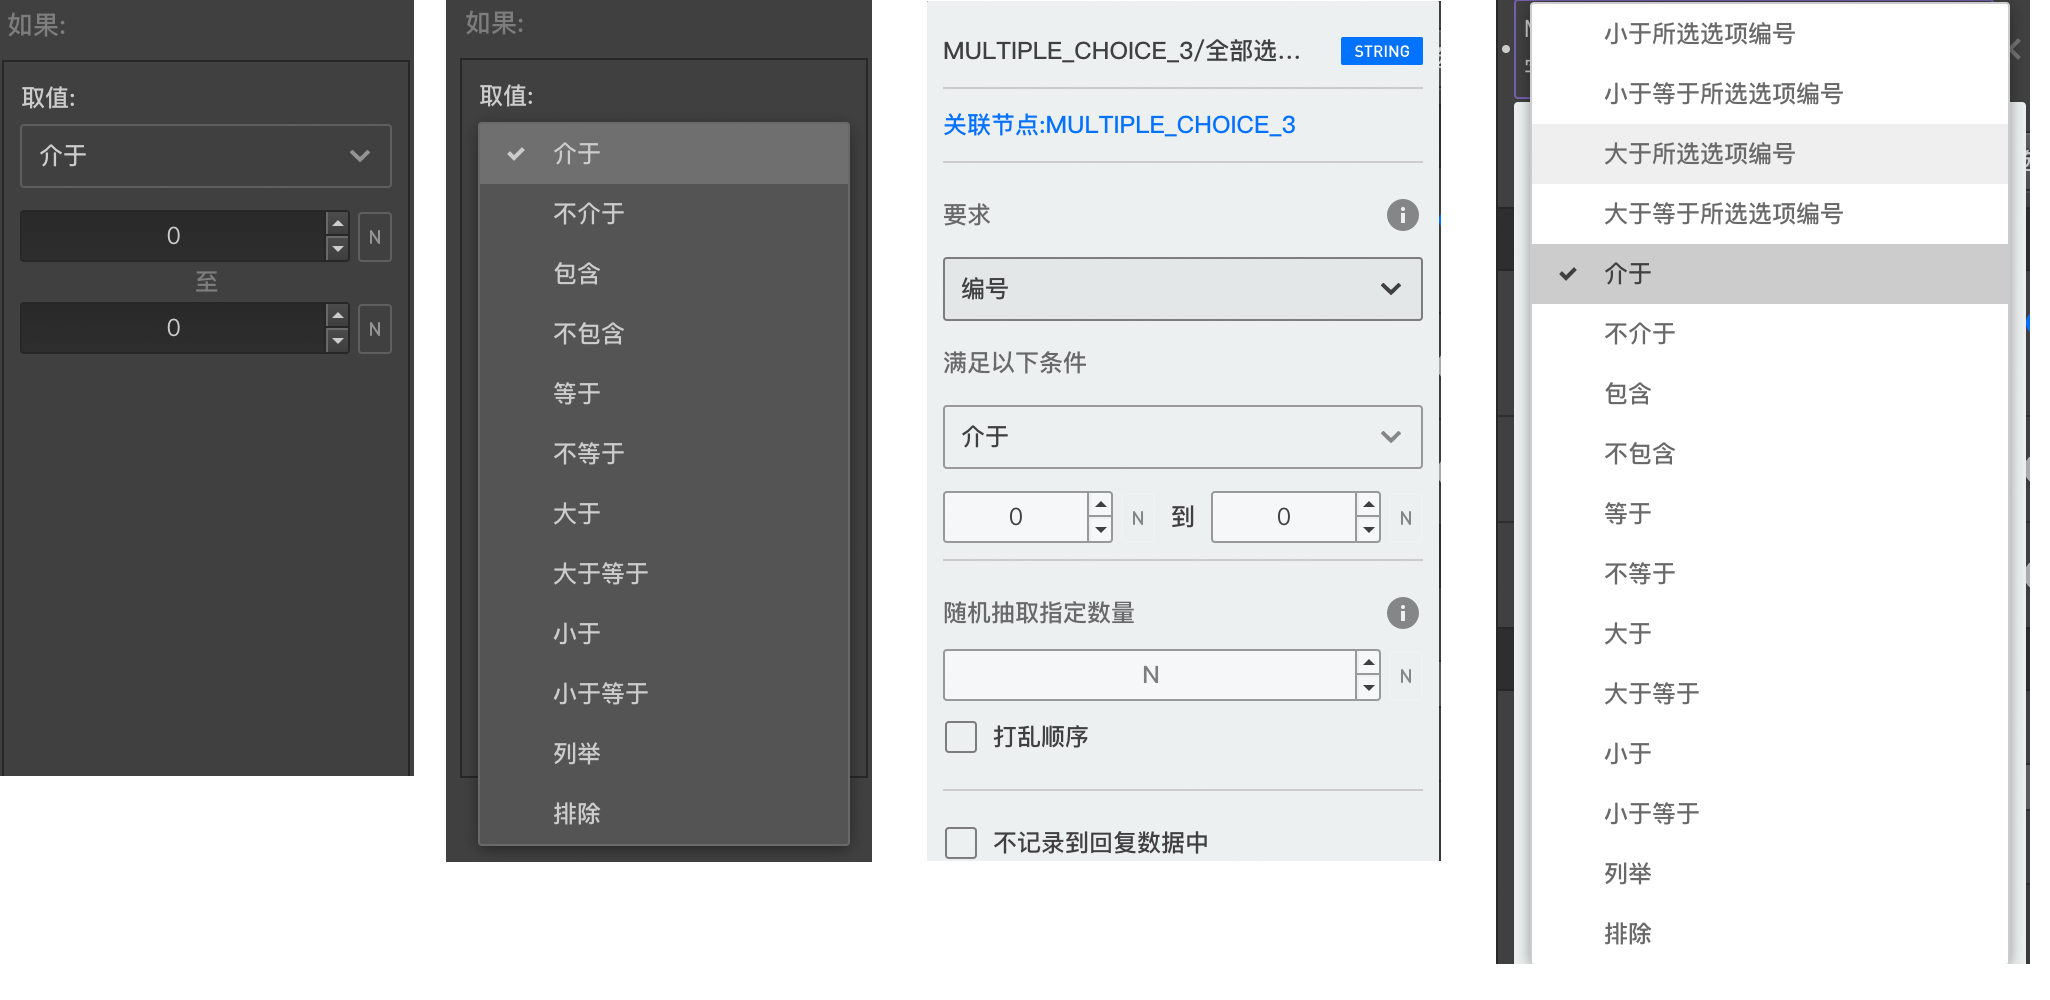 如果:
取值:
介于
0
N
至
0
N
如果:
取值:
介于
不介于
包含
不包含
等于
不等于
大于
大于等于
小于
小于等于
列举
排除
MULTIPLE_CHOICE_3/全部选... STRING
关联节点:MULTIPLE_CHOICE_3
要求
编号
满足以下条件
介于
0 N 到 0 N
随机抽取指定数量
N N
打乱顺序
不记录到回复数据中
小于所选选项编号
小于等于所选选项编号
大于所选选项编号
大于等于所选选项编号
介于
不介于
包含
不包含
等于
不等于
大于
大于等于
小于
小于等于
列举
排除